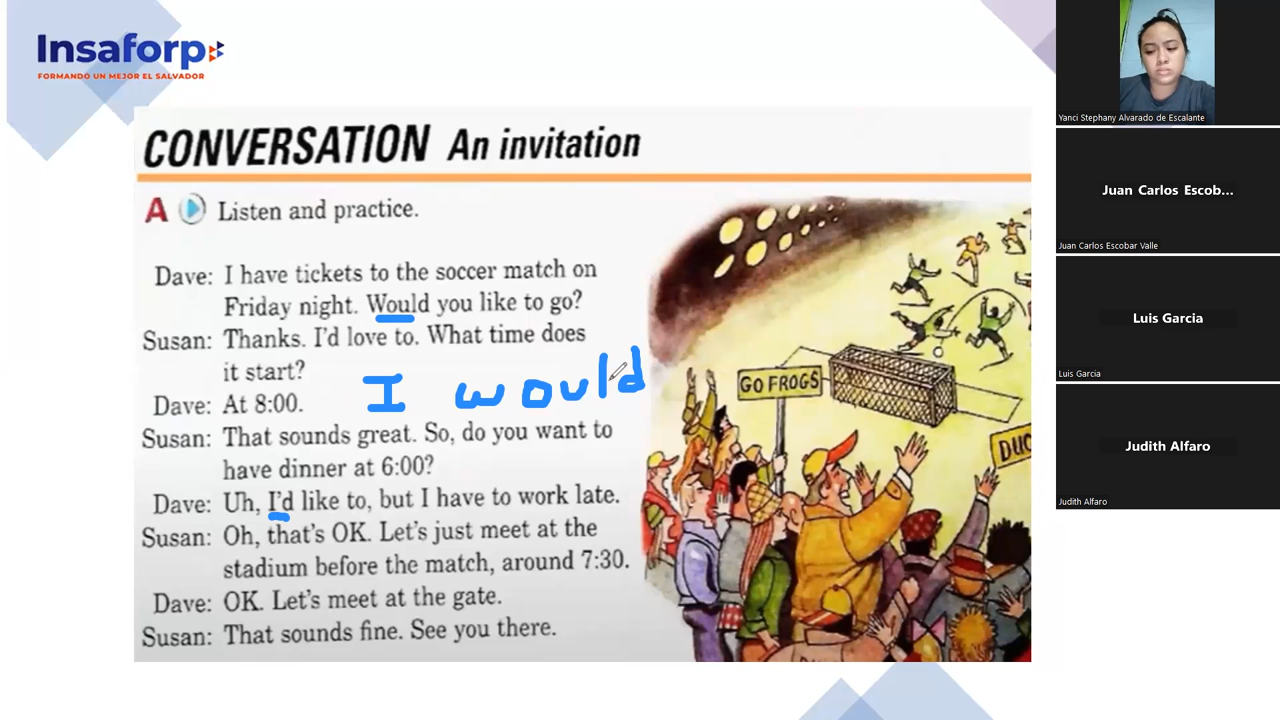 Insaforp
FORMANDO UN MEJOR EL SALVADOR
CONVERSATION An invitation
A Listen and practice.
Dave: I have tickets to the soccer match on
Friday night. Would you like to go?
Susan: Thanks. I'd love to. What time does
it start?
Dave: At 8:00.
I would
Susan: That sounds great. So, do you want to
have dinner at 6:00?
Dave: Uh, I'd like to, but I have to work late.
Susan: Oh, that's OK. Let's just meet at the
stadium before the match, around 7:30.
Dave: OK. Let's meet at the gate.
Susan: That sounds fine. See you there.
GO FROGS
DUC
Yanci Stephany Alvarado de Escalante
Juan Carlos Escob...
Juan Carlos Escobar Valle
Luis Garcia
Luis Garcia
Judith Alfaro
Judith Alfaro